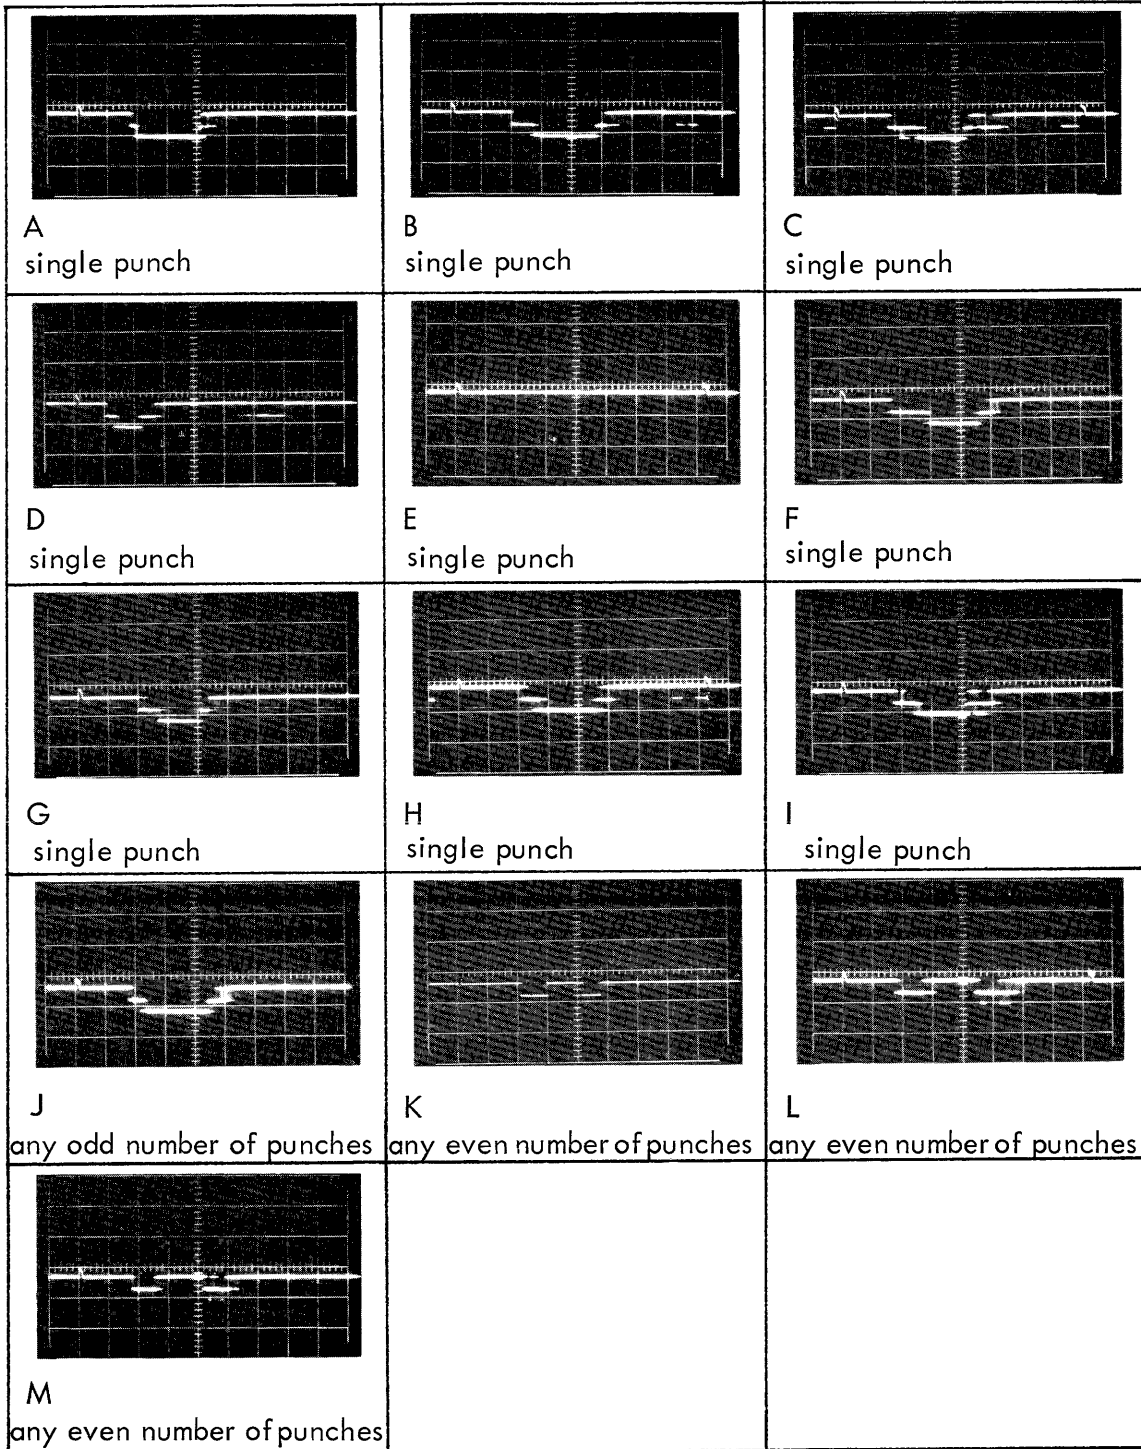 A
single punch
B
single punch
C
single punch
D
single punch
E
single punch
F
single punch
G
single punch
H
single punch
I
single punch
J
any odd number of punches
K
any even number of punches
L
any even number of punches
M
any even number of punches